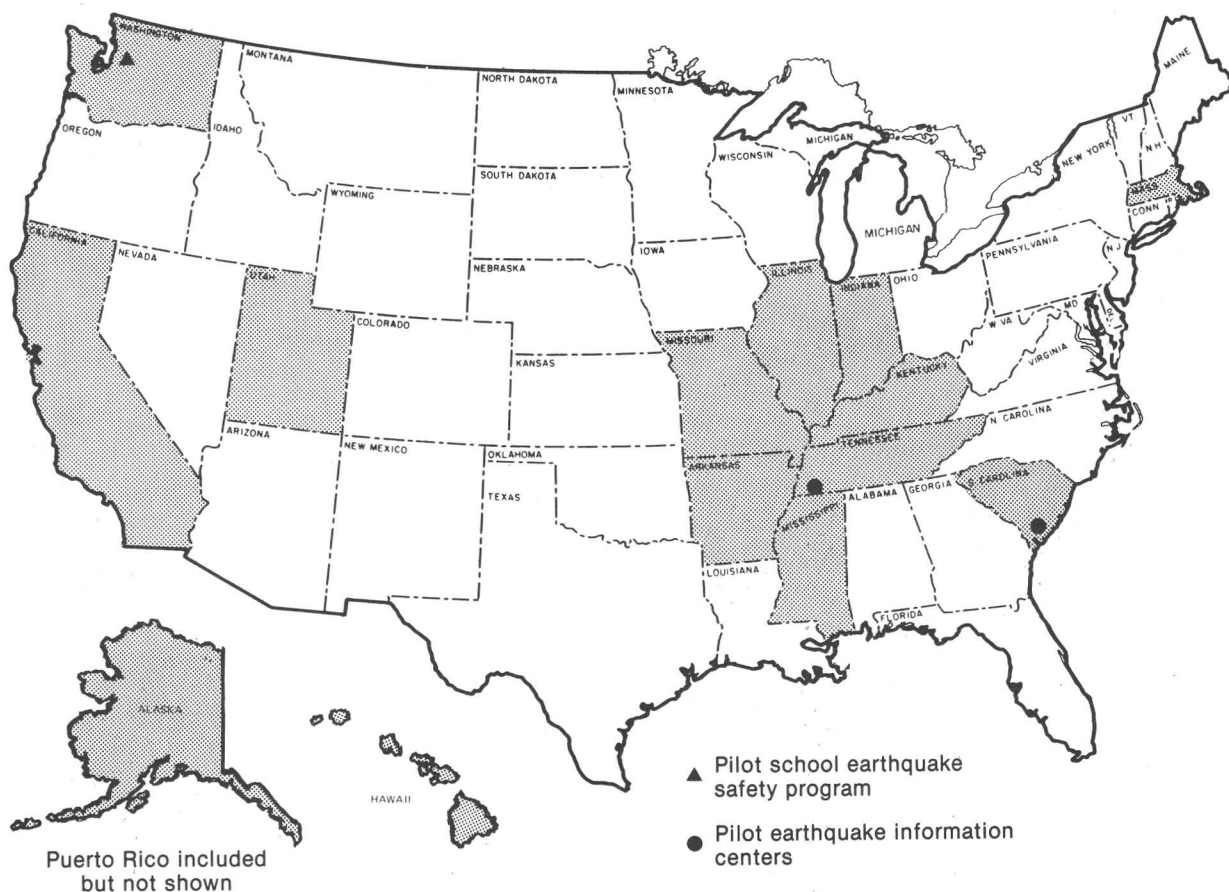 WASHINGTON
MONTANA
NORTH DAKOTA
MINNESOTA
MAINE
OREGON
IDAHO
WISCONSIN
MICHIGAN
VT
N.H.
NEW YORK
SOUTH DAKOTA
WYOMING
MASS
CONN
CALIFORNIA
NEVADA
UTAH
IOWA
MICHIGAN
PENNSYLVANIA
N J
NEBRASKA
ILLINOIS
INDIANA
OHIO
COLORADO
W VA
MD
KANSAS
MISSOURI
KENTUCKY
VIRGINIA
ARIZONA
NEW MEXICO
OKLAHOMA
TENNESSEE
N CAROLINA
TEXAS
ARKANSAS
MISSISSIPPI
ALABAMA
GEORGIA
S CAROLINA
LOUISIANA
FLORIDA
ALASKA
HAWAII
Pilot school earthquake
safety program
Pilot earthquake information
centers
Puerto Rico included
but not shown